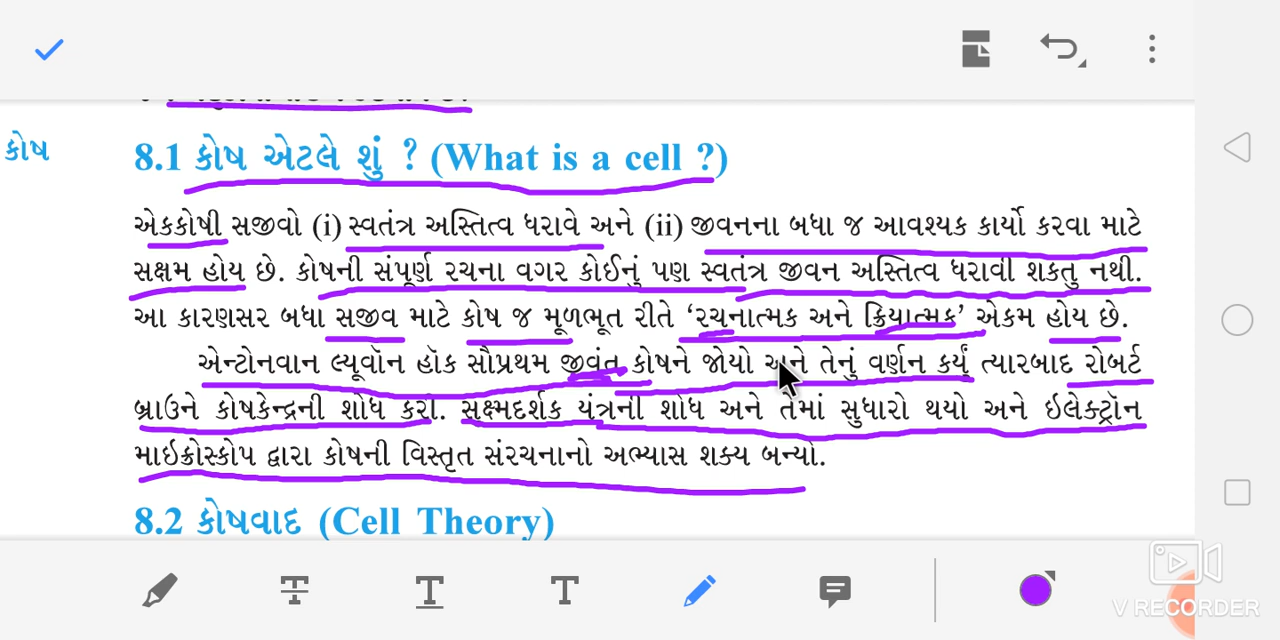 કોષ
8.1 કોષ એટલે શું ? (What is a cell ?)
એકકોષી સજીવો (i) સ્વતંત્ર અસ્તિત્વ ધરાવે અને (ii) જીવનના બધા જ આવશ્યક કાર્યો કરવા માટે
સક્ષમ હોય છે. કોષની સંપૂર્ણ રચના વગર કોઈનું પણ સ્વતંત્ર જીવન અસ્તિત્વ ધરાવી શકતુ નથી.
આ કારણસર બધા સજીવ માટે કોષ જ મૂળભૂત રીતે ‘રચનાત્મક અને ક્રિયાત્મક’ એકમ હોય છે.
એન્ટોનવાન લ્યૂવૉન હૉક સૌપ્રથમ જીવંત કોષને જોયો અને તેનું વર્ણન કર્યું ત્યારબાદ રોબર્ટ
બ્રાઉને કોષકેન્દ્રની શોધ કરી. સૂક્ષ્મદર્શક યંત્રની શોધ અને તેમાં સુધારો થયો અને ઇલેક્ટ્રૉન
માઇક્રોસ્કોપ દ્વારા કોષની વિસ્તૃત સંરચનાનો અભ્યાસ શક્ય બન્યો.
8.2 કોષવાદ (Cell Theory)
T T T
V RECORDER